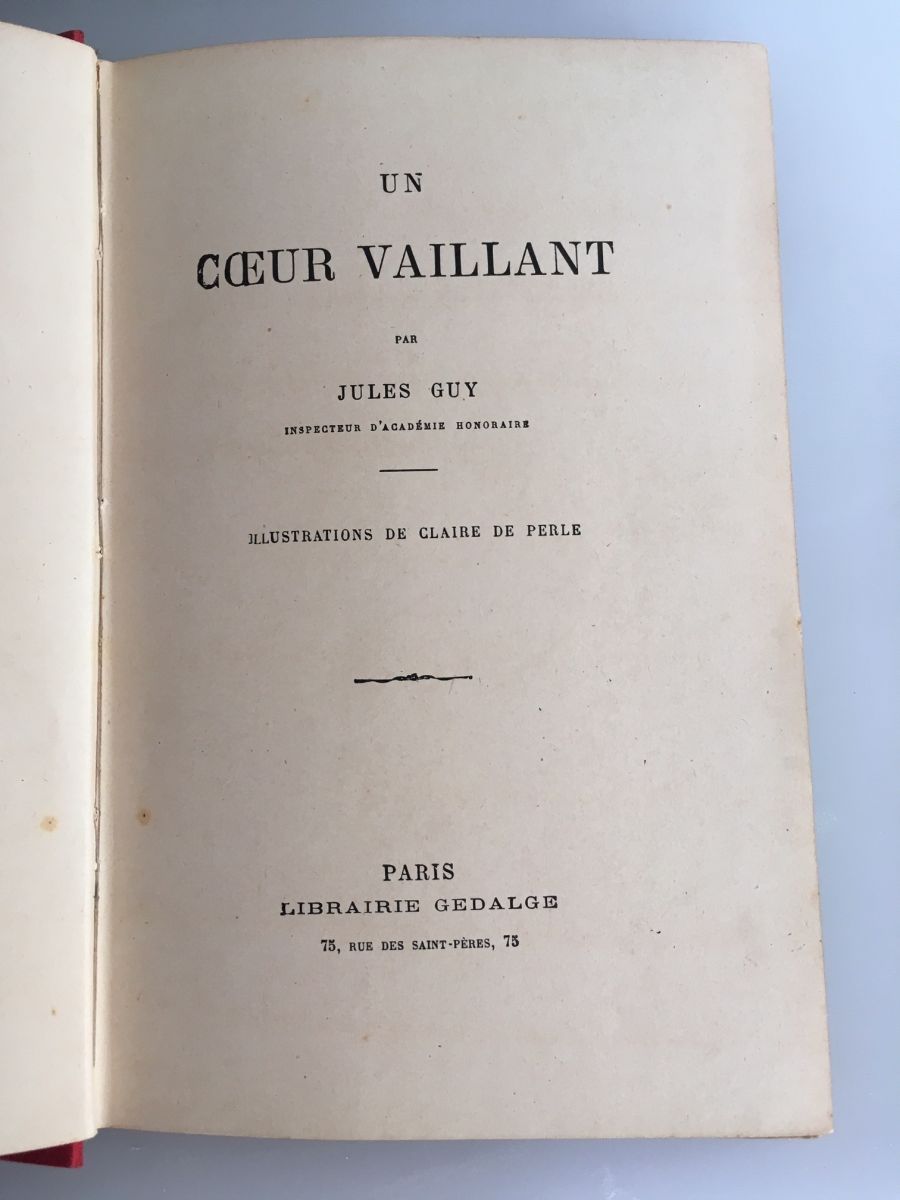 UN
CŒUR VAILLANT
PAR
JULES GUY
INSPECTEUR D'ACADÉMIE HONORAIRE
ILLUSTRATIONS DE CLAIRE DE PERLE
PARIS
LIBRAIRIE GEDALGE
75, RUE DES SAINT-PÈRES, 75